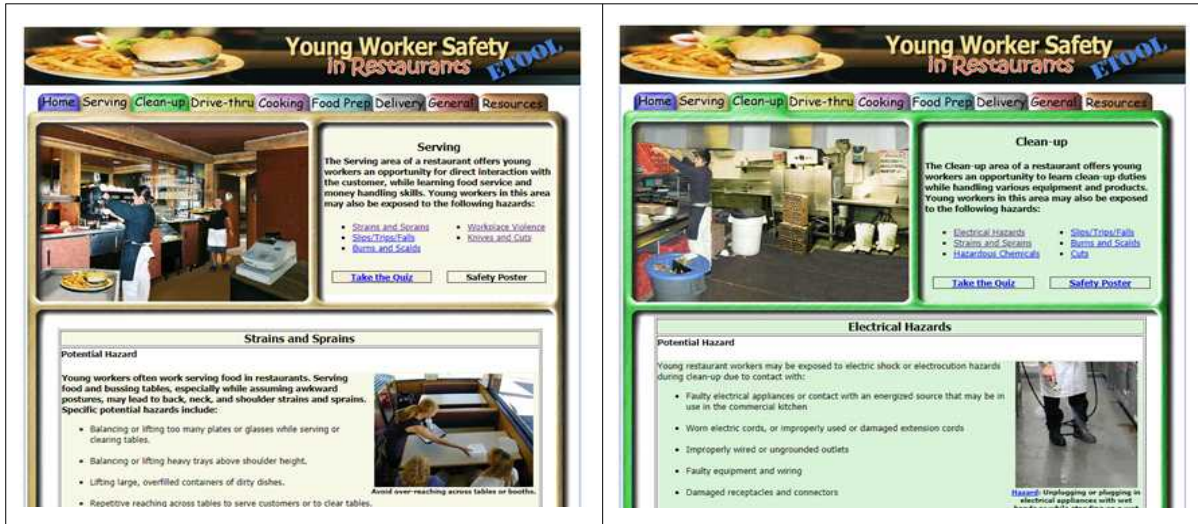 Young Worker Safety
in Restaurants
ETOOL
Home Serving Clean-up Drive-thru Cooking Food Prep Delivery General Resources
Serving
The Serving area of a restaurant offers young
workers an opportunity for direct interaction with
the customer, while learning food service and
money handling skills. Young workers in this area
may also be exposed to the following hazards:
Strains and Sprains
Slips/Trips/Falls
Burns and Scalds
Workplace Violence
Knives and Cuts
Take the Quiz
Safety Poster
Strains and Sprains
Potential Hazard
Young workers often work serving food in restaurants. Serving
food and bussing tables, especially while assuming awkward
postures, may lead to back, neck, and shoulder strains and sprains.
Specific potential hazards include:
Balancing or lifting too many plates or glasses while serving or
clearing tables.
Balancing or lifting heavy trays above shoulder height.
Lifting large, overfilled containers of dirty dishes.
Repetitive reaching across tables to serve customers or to clear tables.
Avoid over-reaching across tables or booths.
Young Worker Safety
in Restaurants
ETOOL
Home Serving Clean-up Drive-thru Cooking Food Prep Delivery General Resources
Clean-up
The Clean-up area of a restaurant offers young
workers an opportunity to learn clean-up duties
while handling various equipment and products.
Young workers in this area may also be exposed
to the following hazards:
Electrical Hazards
Strains and Sprains
Hazardous Chemicals
Slips/Trips/Falls
Burns and Scalds
Cuts
Take the Quiz
Safety Poster
Electrical Hazards
Potential Hazard
Young restaurant workers may be exposed to electric shock or electrocution hazards
during clean-up due to contact with:
Faulty electrical appliances or contact with an energized source that may be in
use in the commercial kitchen
Worn electric cords, or improperly used or damaged extension cords
Improperly wired or ungrounded outlets
Faulty equipment and wiring
Damaged receptacles and connectors
Hazard: Unplugging or plugging in
electrical appliances with wet